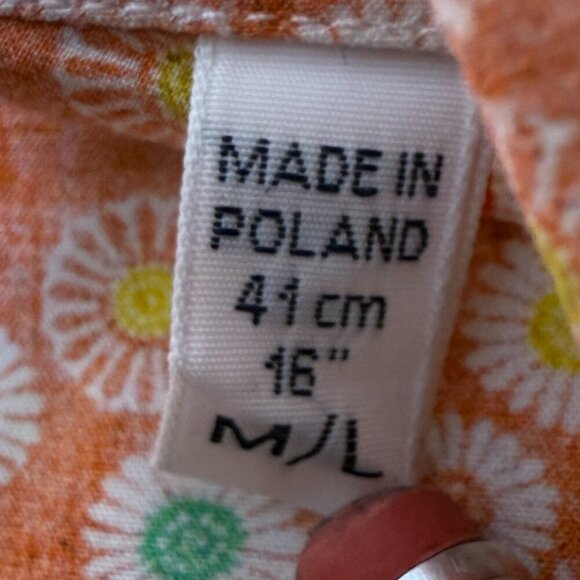 MADE IN
POLAND
41 cm
16"
M/L